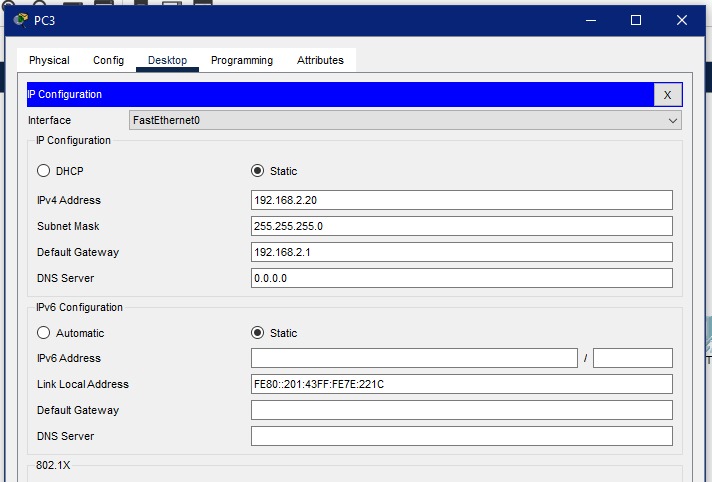 PC3
Physical Config Desktop Programming Attributes
IP Configuration X
Interface FastEthernet0
IP Configuration
DHCP Static
IPv4 Address 192.168.2.20
Subnet Mask 255.255.255.0
Default Gateway 192.168.2.1
DNS Server 0.0.0.0
IPv6 Configuration
Automatic Static
IPv6 Address /
Link Local Address FE80::201:43FF:FE7E:221C
Default Gateway
DNS Server
802.1X